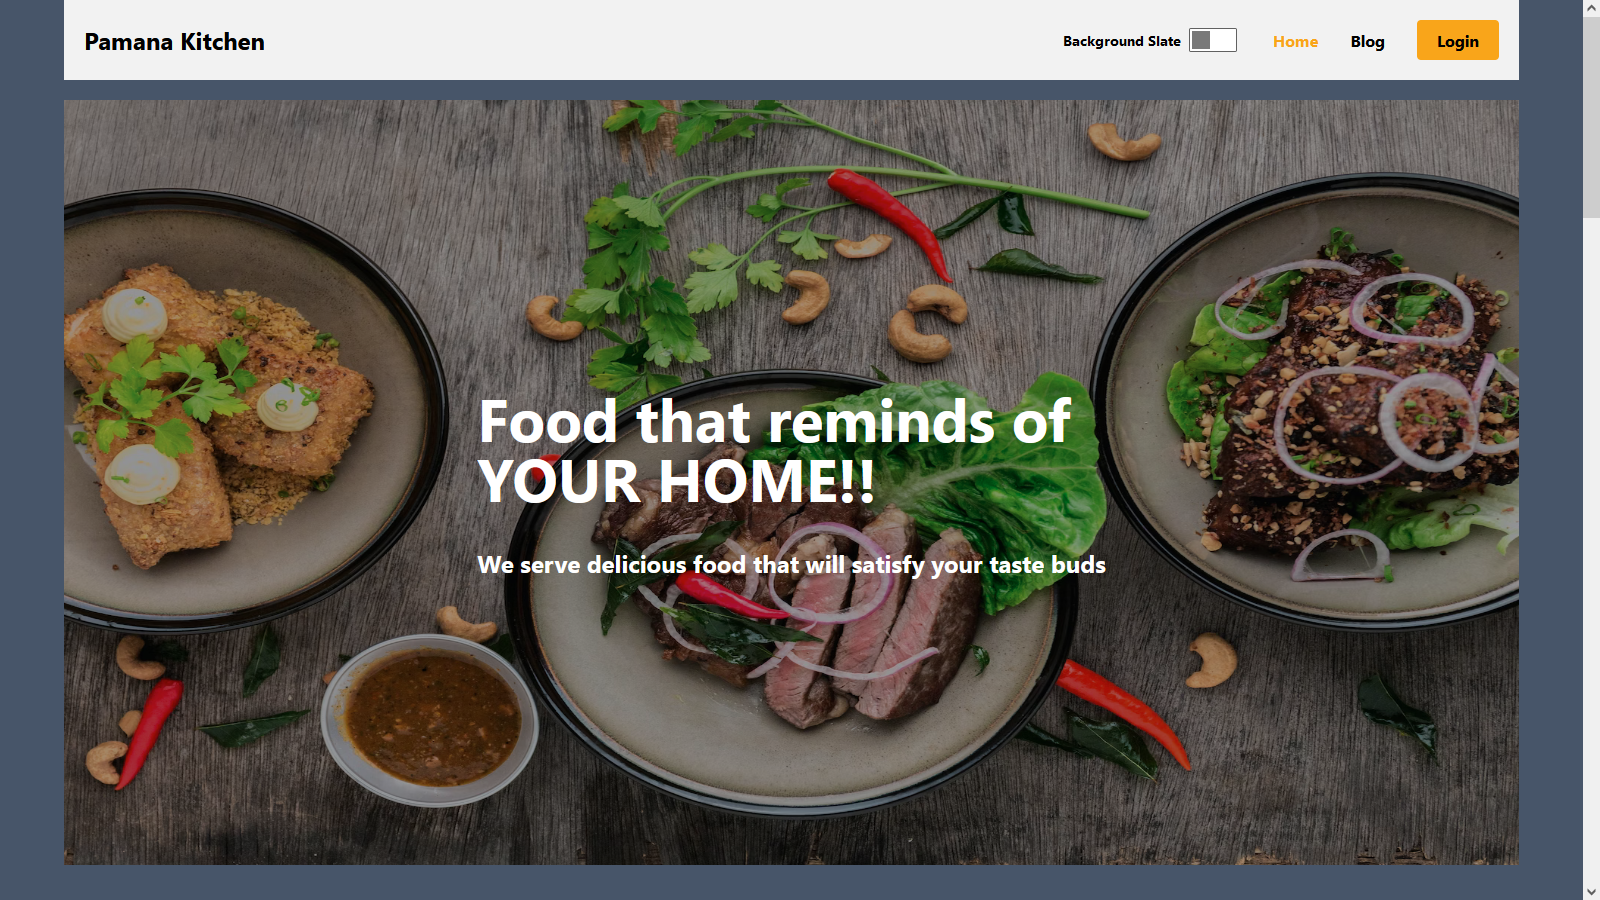 Pamana Kitchen
Background Slate
Home
Blog
Login
Food that reminds of
YOUR HOME!!
We serve delicious food that will satisfy your taste buds